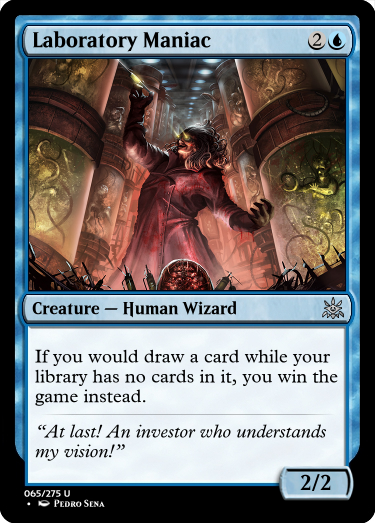 Laboratory Maniac 2
Creature — Human Wizard
If you would draw a card while your
library has no cards in it, you win the
game instead.
“At last! An investor who understands
my vision!”
2/2
065/275 U
• Pedro Sena